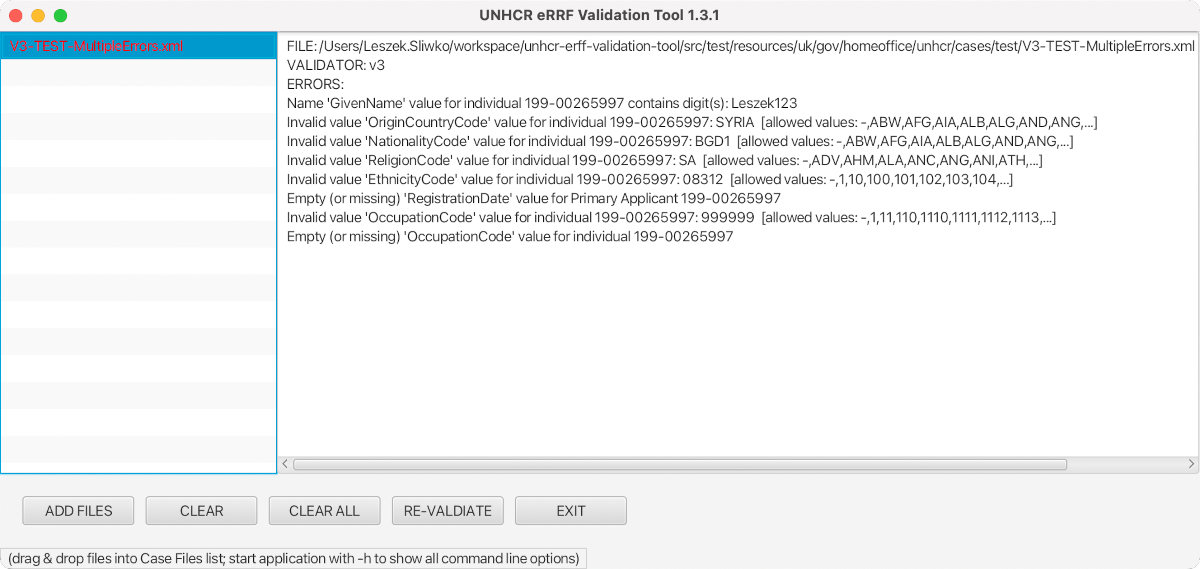 UNHCR eRRF Validation Tool 1.3.1
V3-TEST-MultipleErrors.xml
FILE: /Users/Leszek.Sliwko/workspace/unhcr-erff-validation-tool/src/test/resources/uk/gov/homeoffice/unhcr/cases/test/V3-TEST-MultipleErrors.xml
VALIDATOR: v3
ERRORS:
Name 'GivenName' value for individual 199-00265997 contains digit(s): Leszek123
Invalid value 'OriginCountryCode' value for individual 199-00265997: SYRIA [allowed values: -,ABW,AFG,AIA,ALB,ALG,AND,ANG,...]
Invalid value 'NationalityCode' value for individual 199-00265997: BGD1 [allowed values: -,ABW,AFG,AIA,ALB,ALG,AND,ANG,...]
Invalid value 'ReligionCode' value for individual 199-00265997: SA [allowed values: -,ADV,AHM,ALA,ANC,ANG,ANI,ATH,...]
Invalid value 'EthnicityCode' value for individual 199-00265997: 08312 [allowed values: -,1,10,100,101,102,103,104,...]
Empty (or missing) 'RegistrationDate' value for Primary Applicant 199-00265997
Invalid value 'OccupationCode' value for individual 199-00265997: 999999 [allowed values: -,1,11,110,1110,1111,1112,1113,...]
Empty (or missing) 'OccupationCode' value for individual 199-00265997
ADD FILES
CLEAR
CLEAR ALL
RE-VALDIATE
EXIT
(drag & drop files into Case Files list; start application with -h to show all command line options)